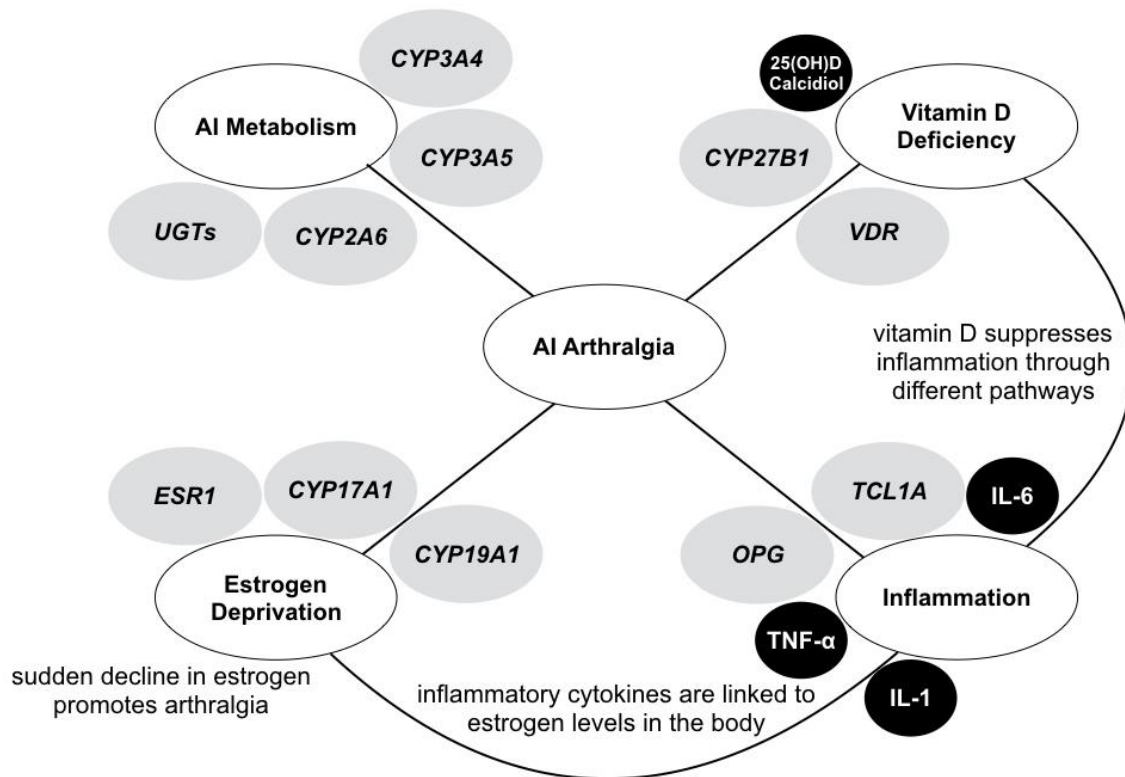 CYP3A4
AI Metabolism
CYP3A5
UGTs
CYP2A6
25(OH)D
Calcidiol
Vitamin D
Deficiency
CYP27B1
VDR
AI Arthralgia
vitamin D suppresses
inflammation through
different pathways
ESR1
CYP17A1
CYP19A1
Estrogen
Deprivation
sudden decline in estrogen
promotes arthralgia
TCL1A
IL-6
OPG
Inflammation
TNF-α
IL-1
inflammatory cytokines are linked to
estrogen levels in the body